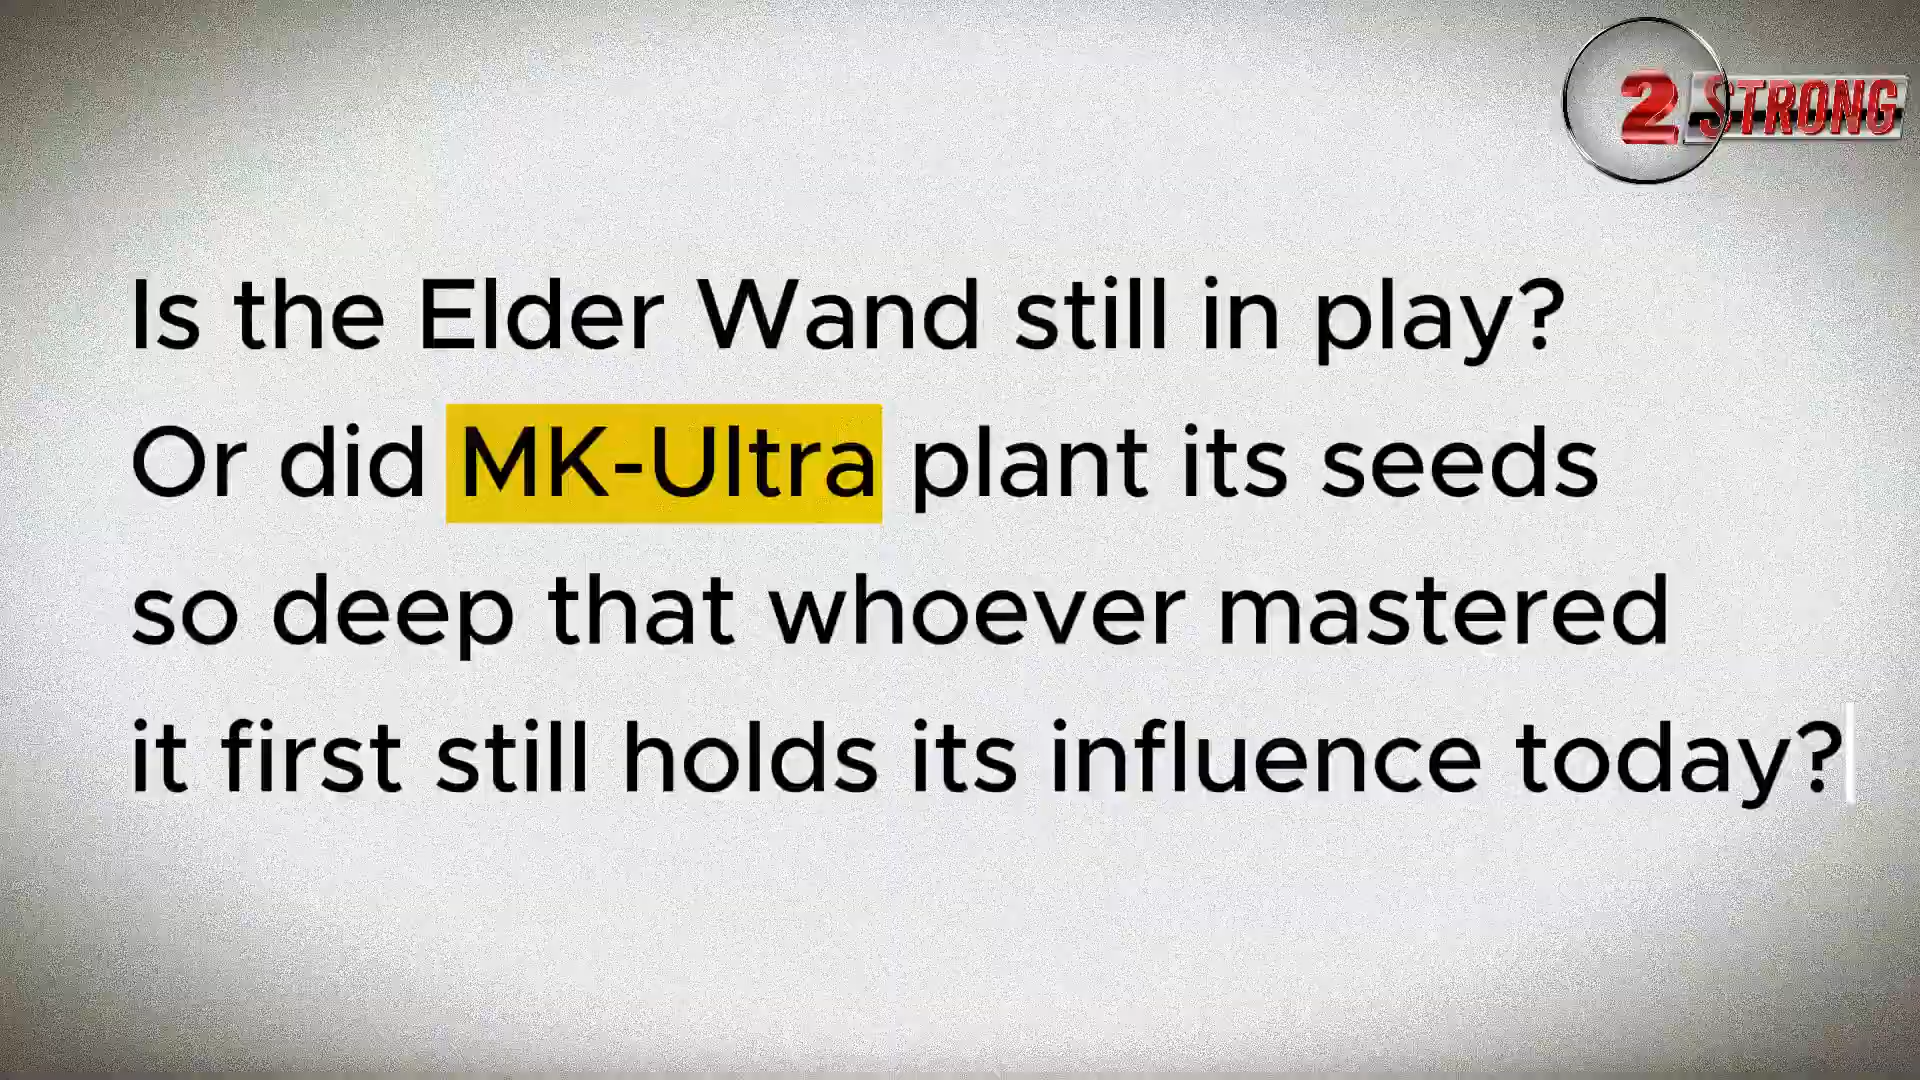 2 STRONG
Is the Elder Wand still in play?
Or did MK-Ultra plant its seeds
so deep that whoever mastered
it first still holds its influence today?